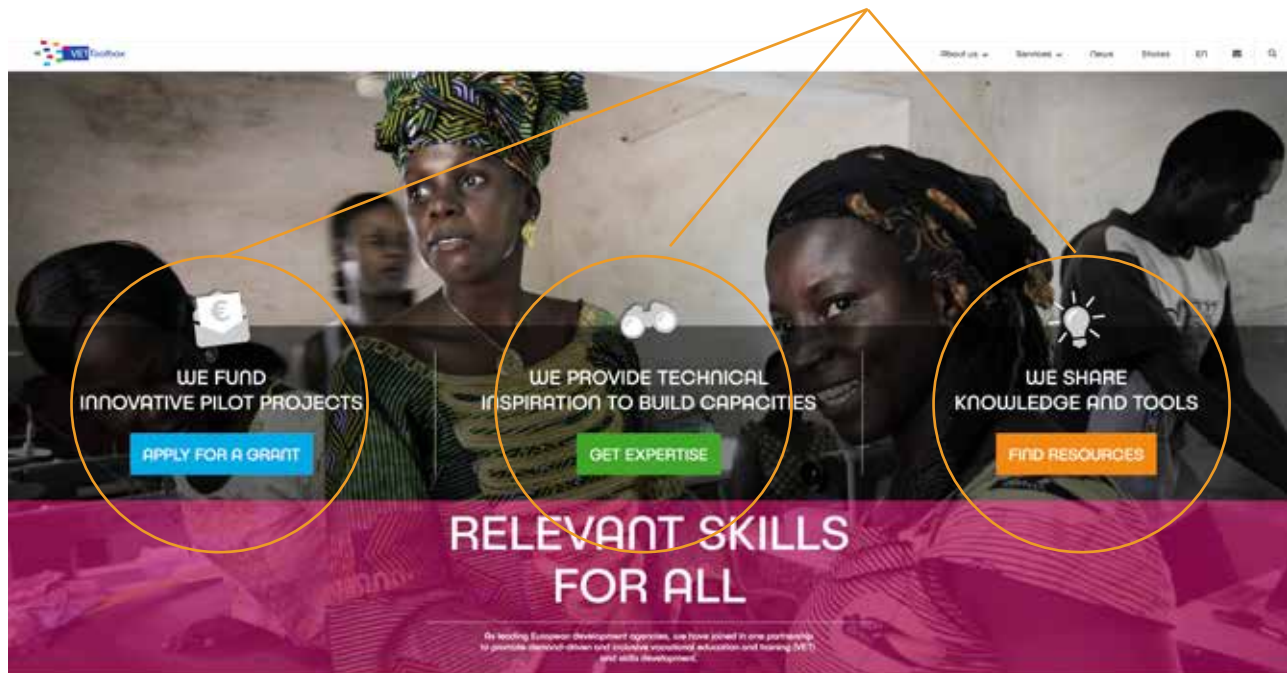 VET Toolbox
About us
Services
News
Stories
EN
€
WE FUND
INNOVATIVE PILOT PROJECTS
APPLY FOR A GRANT
WE PROVIDE TECHNICAL
INSPIRATION TO BUILD CAPACITIES
GET EXPERTISE
WE SHARE
KNOWLEDGE AND TOOLS
FIND RESOURCES
RELEVANT SKILLS
FOR ALL
As leading European development agencies, we have joined in one partnership
to promote demand-driven and inclusive vocational education and training (VET)
and skills development.